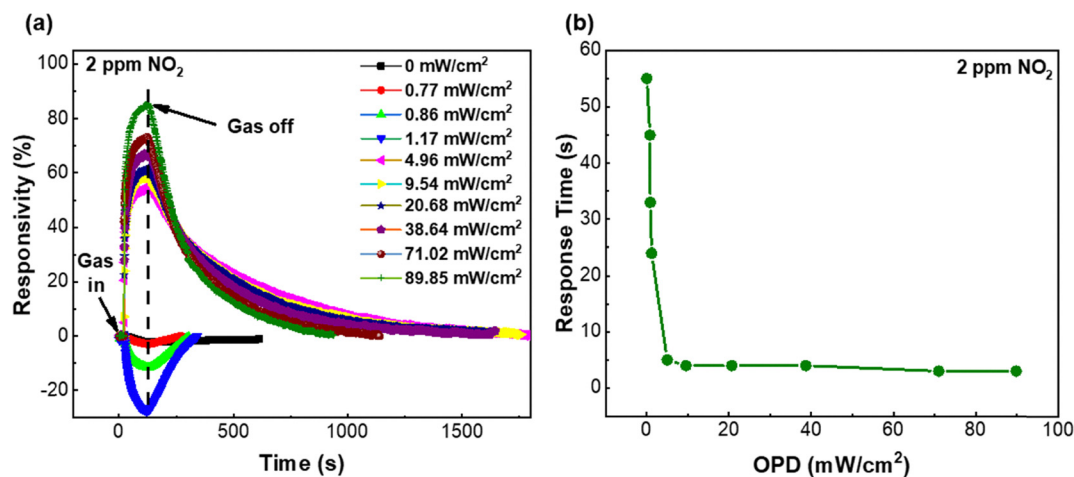 (a)
2 ppm NO₂
Gas off
Gas
in
0 mW/cm²
0.77 mW/cm²
0.86 mW/cm²
1.17 mW/cm²
4.96 mW/cm²
9.54 mW/cm²
20.68 mW/cm²
38.64 mW/cm²
71.02 mW/cm²
89.85 mW/cm²
Responsivity (%)
100
80
60
40
20
0
-20
0
500
1000
1500
Time (s)
(b)
2 ppm NO₂
Response Time (s)
60
50
40
30
20
10
0
0
20
40
60
80
100
OPD (mW/cm²)